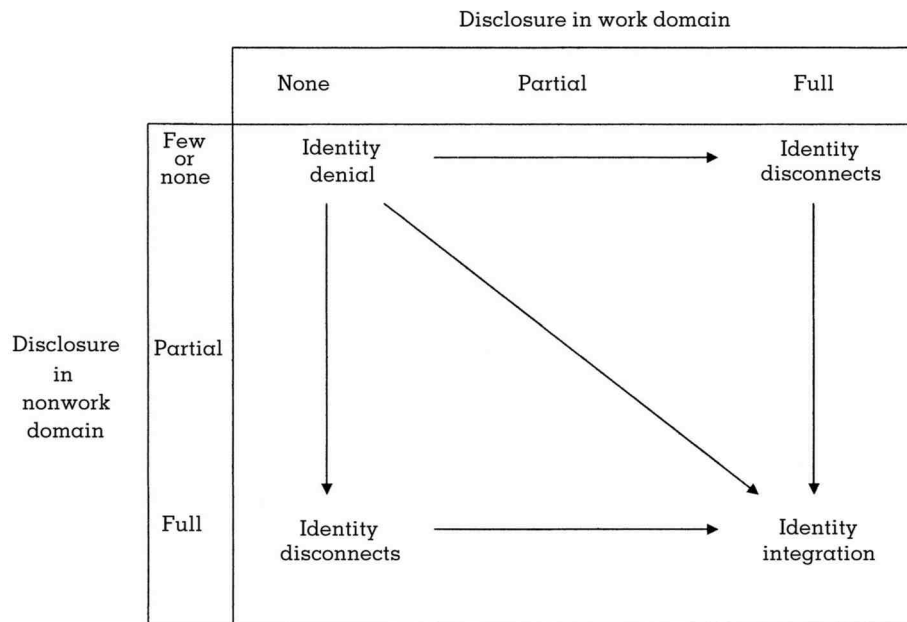 Disclosure in work domain
None Partial Full
Few
or
none
Identity
denial
Identity
disconnects
Disclosure
in
nonwork
domain
Partial
Full
Identity
disconnects
Identity
integration